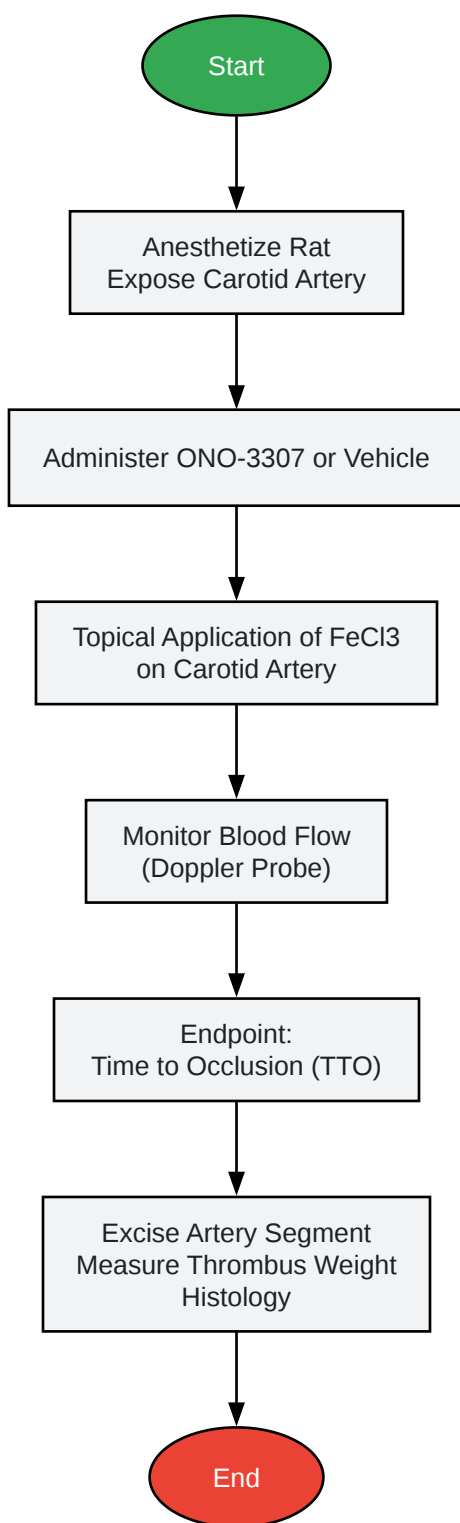 Start
Anesthetize Rat
Expose Carotid Artery
Administer ONO-3307 or Vehicle
Topical Application of FeCl3
on Carotid Artery
Monitor Blood Flow
(Doppler Probe)
Endpoint:
Time to Occlusion (TTO)
Excise Artery Segment
Measure Thrombus Weight
Histology
End